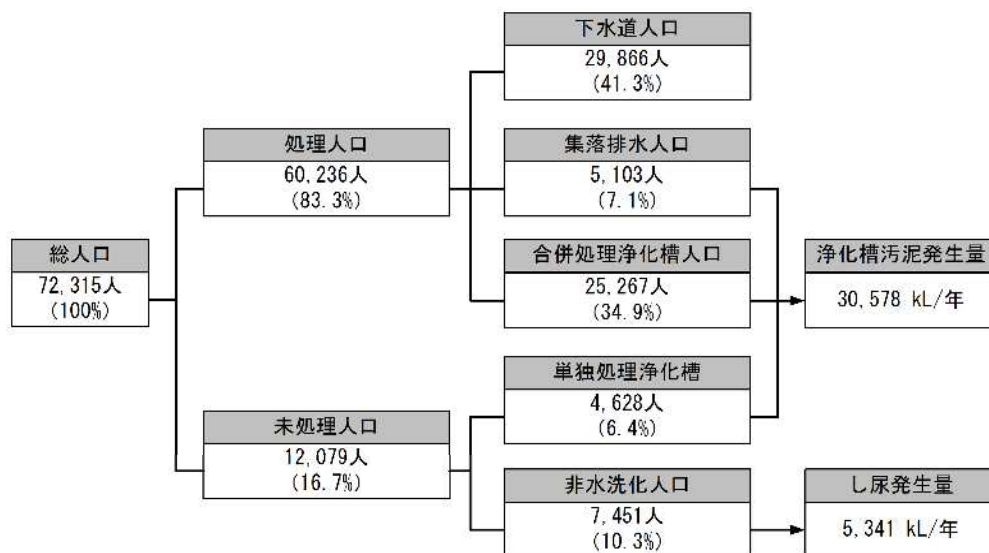 下水道人口
29,866人
(41.3%)
処理人口
60,236人
(83.3%)
集落排水人口
5,103人
(7.1%)
総人口
72,315人
(100%)
合併処理浄化槽人口
25,267人
(34.9%)
浄化槽汚泥発生量
30,578 kL/年
単独処理浄化槽
4,628人
(6.4%)
未処理人口
12,079人
(16.7%)
非水洗化人口
7,451人
(10.3%)
し尿発生量
5,341 kL/年